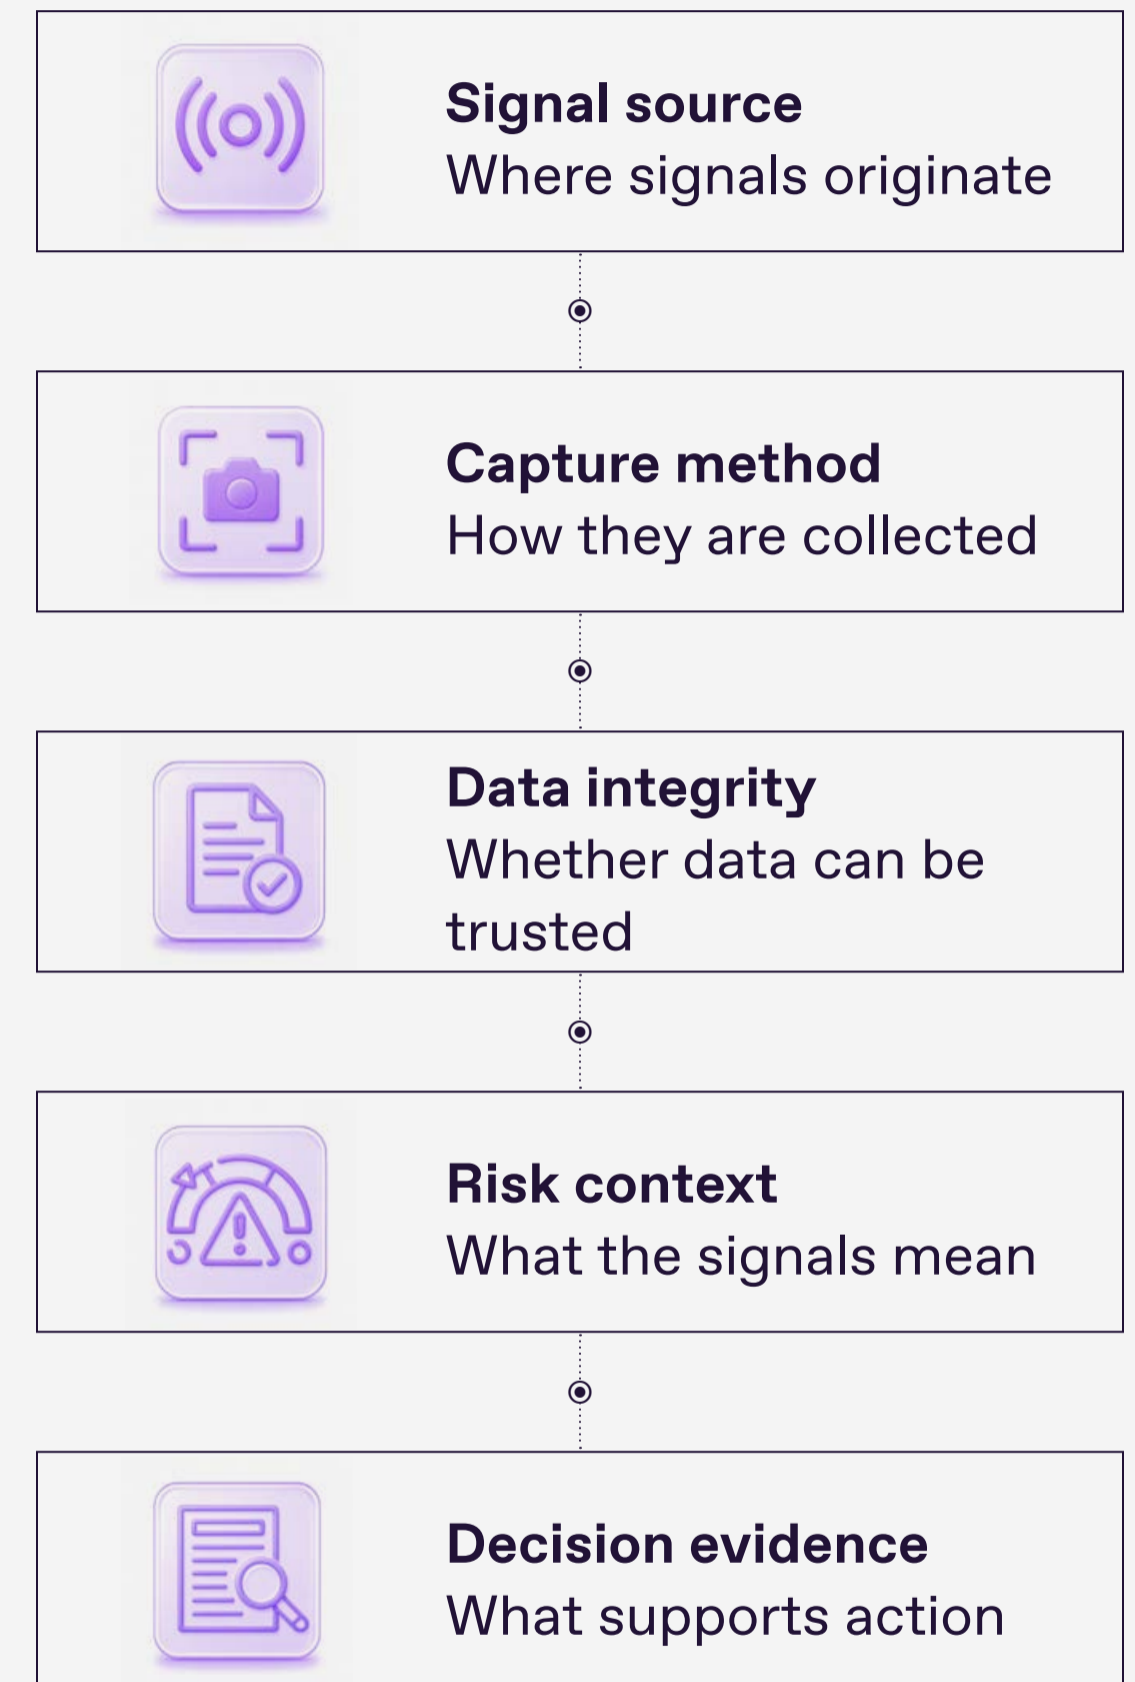 Signal source
Where signals originate
Capture method
How they are collected
Data integrity
Whether data can be
trusted
Risk context
What the signals mean
Decision evidence
What supports action